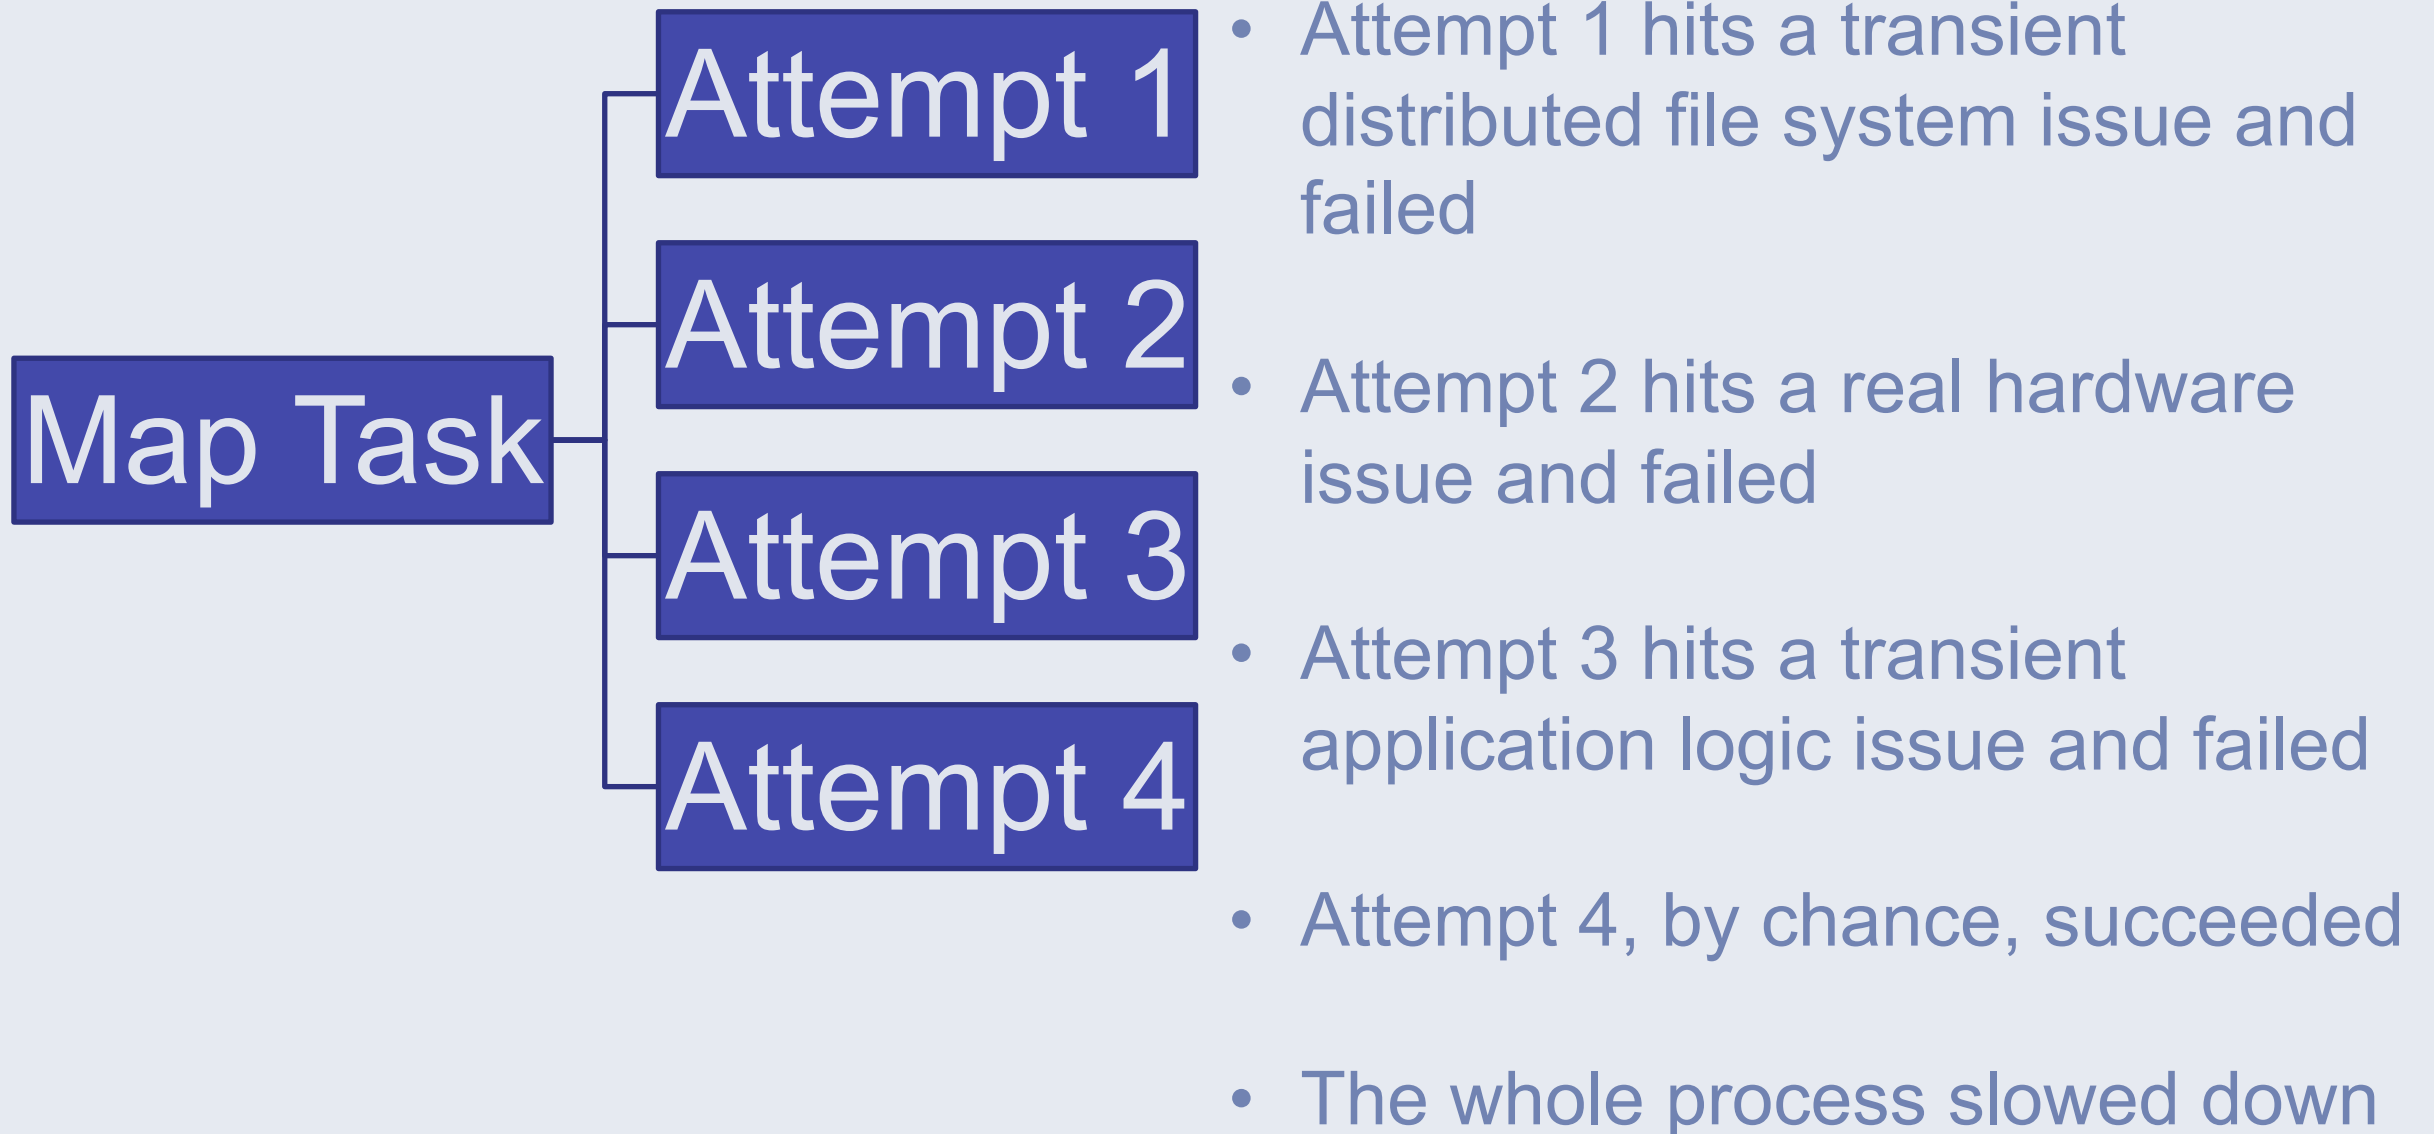 Map Task
Attempt 1
Attempt 2
Attempt 3
Attempt 4
• Attempt 1 hits a transient
distributed file system issue and
failed
• Attempt 2 hits a real hardware
issue and failed
• Attempt 3 hits a transient
application logic issue and failed
• Attempt 4, by chance, succeeded
• The whole process slowed down